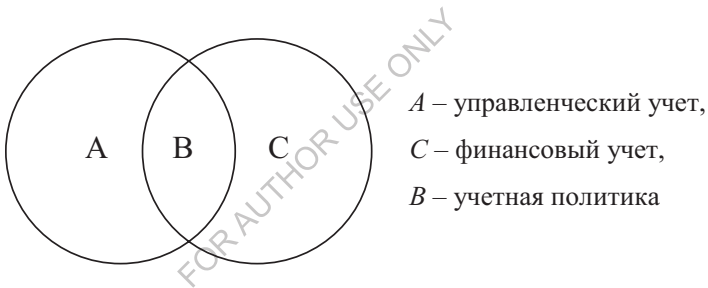 FOR AUTHOR USE ONLY
A
B
C
A – управленческий учет,
C – финансовый учет,
B – учетная политика